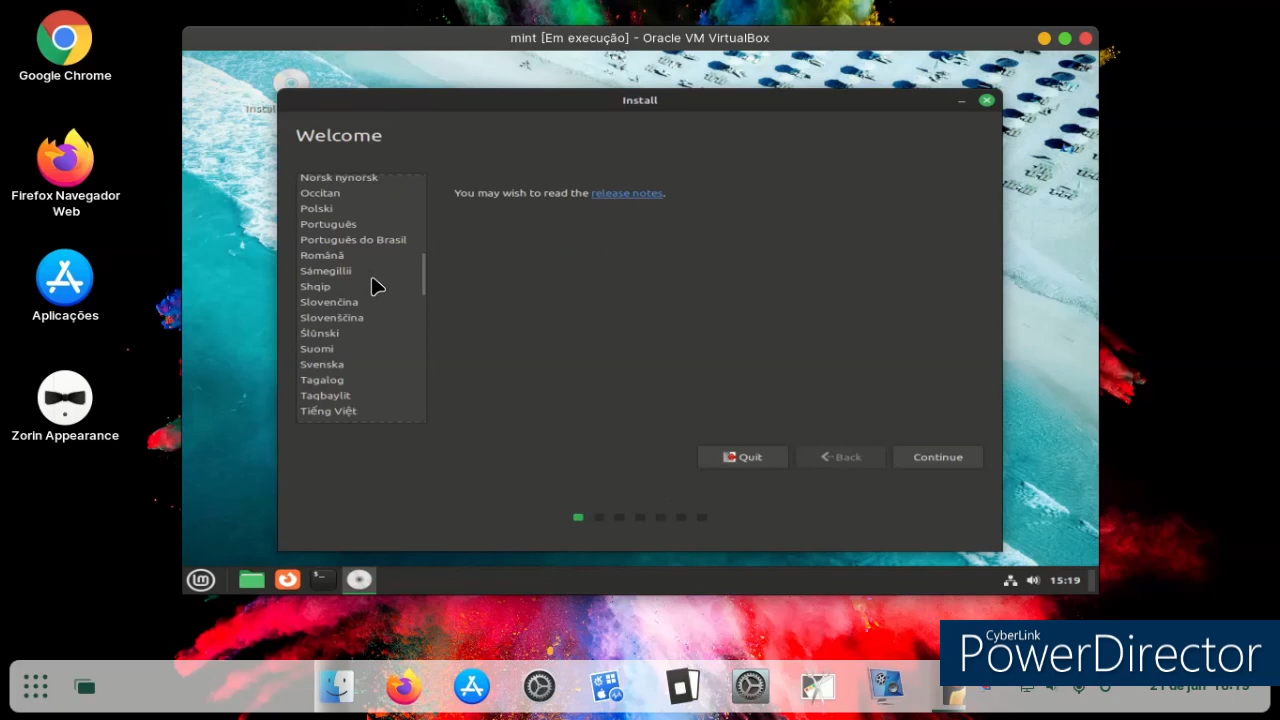 Google Chrome
Firefox Navegador
Web
Aplicações
Zorin Appearance
mint [Em execução] - Oracle VM VirtualBox
Instal
Install
Welcome
Norsk nynorsk
Occitan
Polski
Português
Português do Brasil
Română
Sámegillii
Shqip
Slovenčina
Slovenščina
Ślůnski
Suomi
Svenska
Tagalog
Taqbaylit
Tiếng Việt
You may wish to read the release notes.
Quit
Back
Continue
15:19
CyberLink
PowerDirector